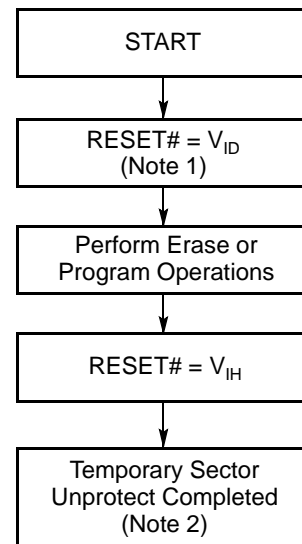 START
RESET# = VID
(Note 1)
Perform Erase or
Program Operations
RESET# = VIH
Temporary Sector
Unprotect Completed
(Note 2)